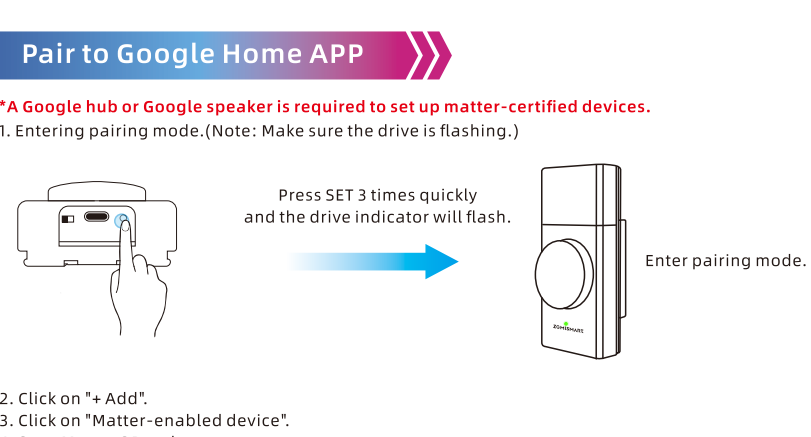 Pair to Google Home APP
*A Google hub or Google speaker is required to set up matter-certified devices.
1. Entering pairing mode.(Note: Make sure the drive is flashing.)
Press SET 3 times quickly
and the drive indicator will flash.
Enter pairing mode.
ZEMISMART
2. Click on "+ Add".
3. Click on "Matter-enabled device".